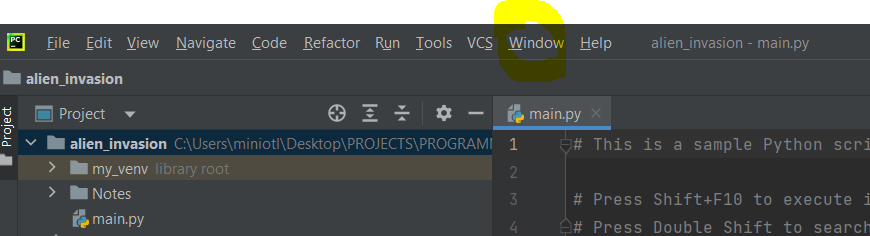 PC
File Edit View Navigate Code Refactor Run Tools VCS Window Help alien_invasion - main.py
alien_invasion
Project
Project
main.py
alien_invasion C:\Users\miniotl\Desktop\PROJECTS\PROGRAMM
my_venv library root
Notes
main.py
1 # This is a sample Python scri
2
3 # Press Shift+F10 to execute i
4 # Press Double Shift to search